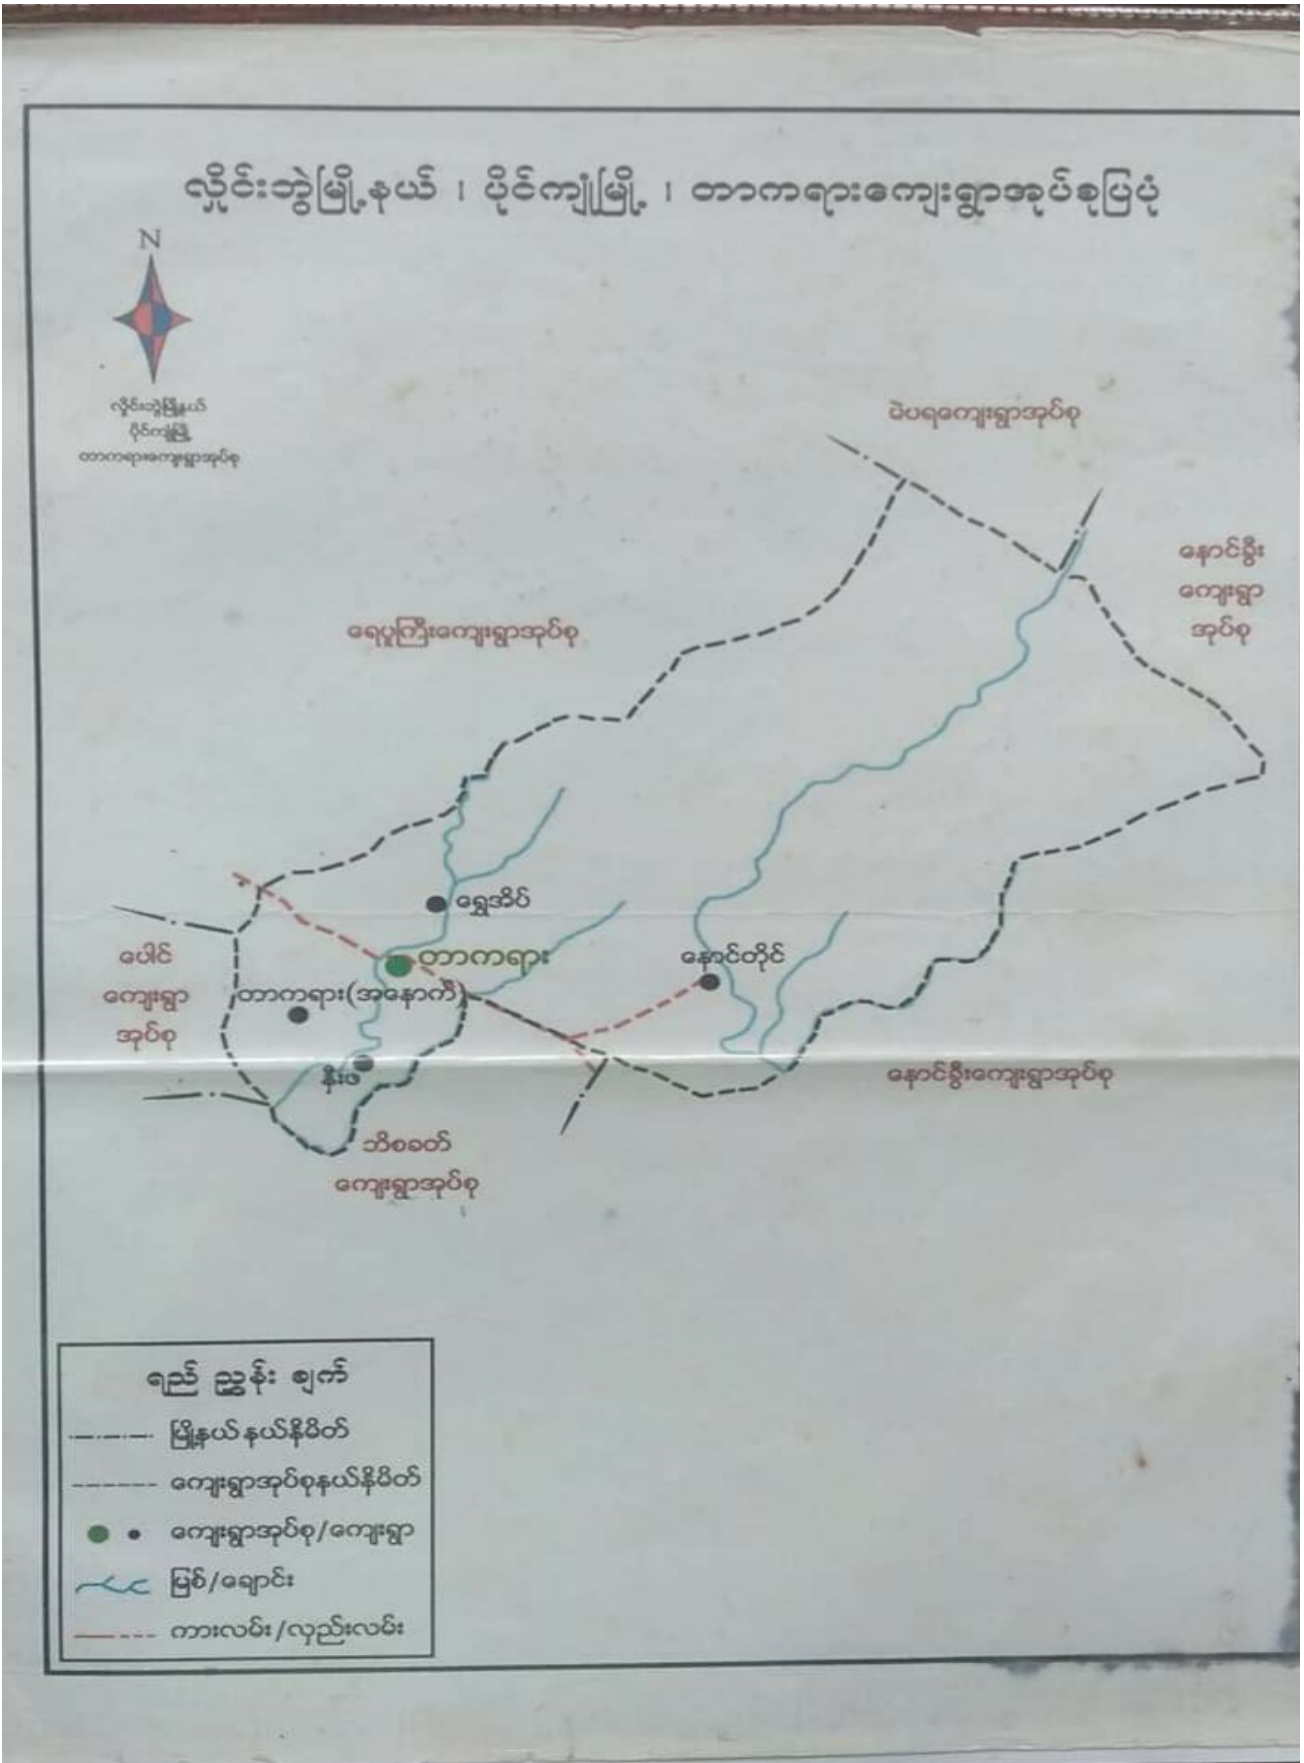 လှိုင်းဘွဲမြို့နယ် ၊ ပိုင်ကျုံမြို့ ၊ တာကရားကျေးရွာအုပ်စုပြပုံ
N
လှိုင်းဘွဲမြို့နယ်
ပိုင်ကျုံမြို့
တာကရားကျေးရွာအုပ်စု
မဲပရကျေးရွာအုပ်စု
နောင်ခွီး
ကျေးရွာ
အုပ်စု
ရေပူကြီးကျေးရွာအုပ်စု
ရွှေအိပ်
တာကရား
နောင်တိုင်
ပေါင်
ကျေးရွာ
အုပ်စု
တာကရား(အနောက်)
နီးဖ
နောင်ခွီးကျေးရွာအုပ်စု
ဘိစခတ်
ကျေးရွာအုပ်စု
ရည် ညွှန်း ချက်
မြို့နယ်နယ်နိမိတ်
ကျေးရွာအုပ်စုနယ်နိမိတ်
ကျေးရွာအုပ်စု/ကျေးရွာ
မြစ်/ချောင်း
ကားလမ်း/လှည်းလမ်း